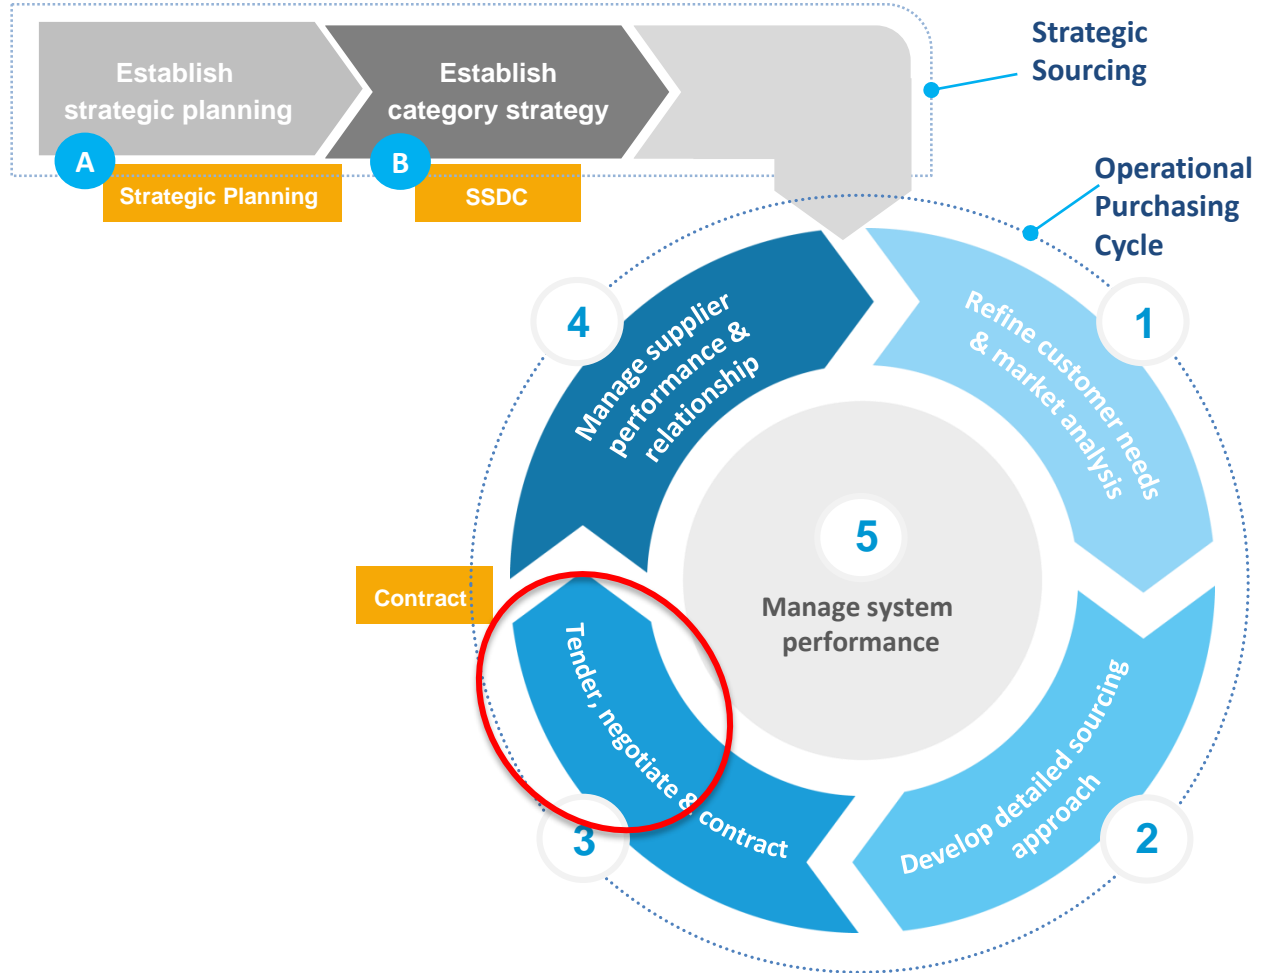 Establish
strategic planning
Establish
category strategy
A
Strategic Planning
B
SSDC
Strategic
Sourcing
Operational
Purchasing
Cycle
1
Refine customer needs
& market analysis
2
Develop detailed sourcing
approach
3
Tender, negotiate & contract
Contract
4
Manage supplier
performance &
relationship
5
Manage system
performance